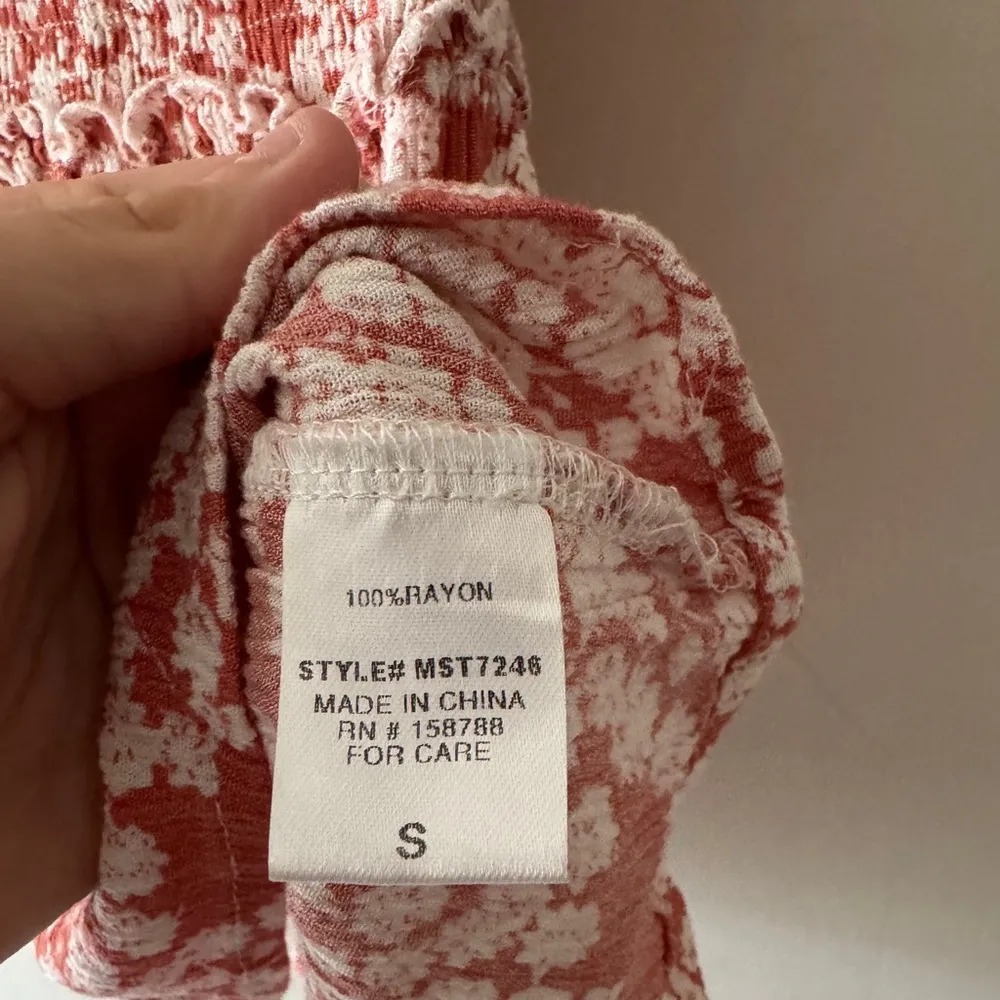 100%RAYON
STYLE# MST7246
MADE IN CHINA
RN # 158788
FOR CARE
S